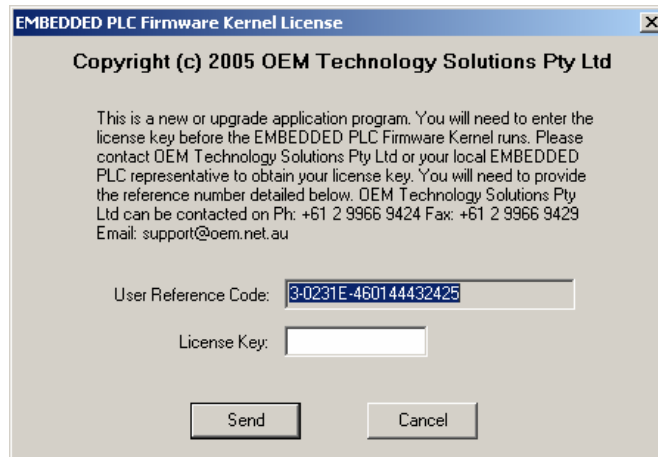 EMBEDDED PLC Firmware Kernel License
Copyright (c) 2005 OEM Technology Solutions Pty Ltd
This is a new or upgrade application program. You will need to enter the
license key before the EMBEDDED PLC Firmware Kernel runs. Please
contact OEM Technology Solutions Pty Ltd or your local EMBEDDED
PLC representative to obtain your license key. You will need to provide
the reference number detailed below. OEM Technology Solutions Pty
Ltd can be contacted on Ph: +61 2 9966 9424 Fax: +61 2 9966 9429
Email: support@oem.net.au
User Reference Code: 3-0231E-460144432425
License Key:
Send Cancel